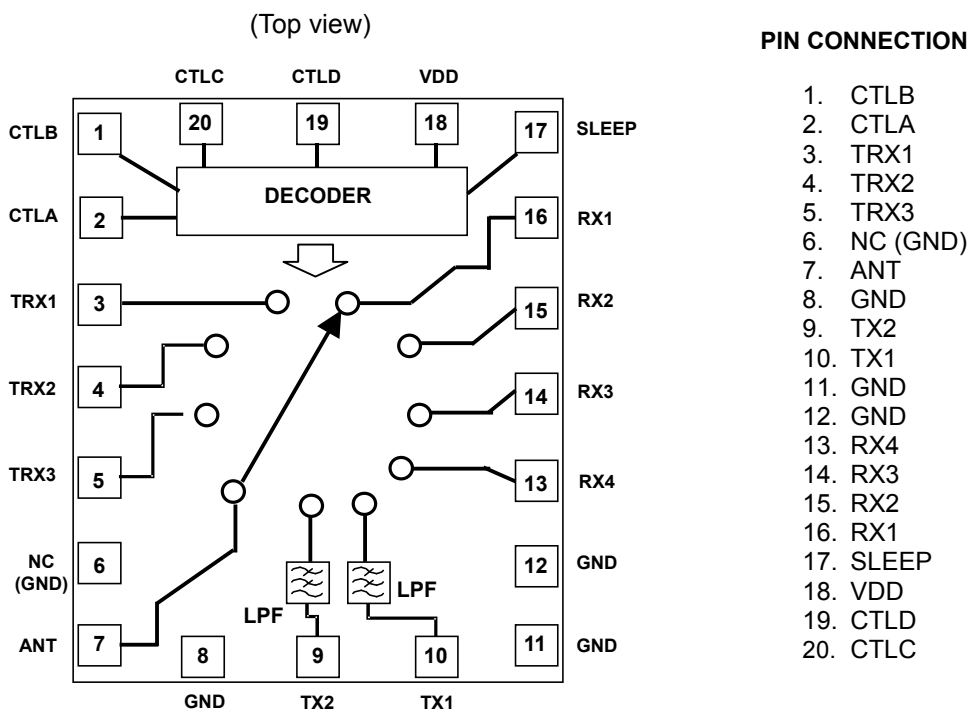 (Top view)
CTLC CTLD VDD
CTLB 1 20 19 18 17 SLEEP
DECODER
CTLA 2 16 RX1
TRX1 3 15 RX2
TRX2 4 14 RX3
TRX3 5 13 RX4
NC
(GND) 6 12 GND
LPF LPF
ANT 7 8 9 10 11 GND
GND TX2 TX1
PIN CONNECTION
1. CTLB
2. CTLA
3. TRX1
4. TRX2
5. TRX3
6. NC (GND)
7. ANT
8. GND
9. TX2
10. TX1
11. GND
12. GND
13. RX4
14. RX3
15. RX2
16. RX1
17. SLEEP
18. VDD
19. CTLD
20. CTLC